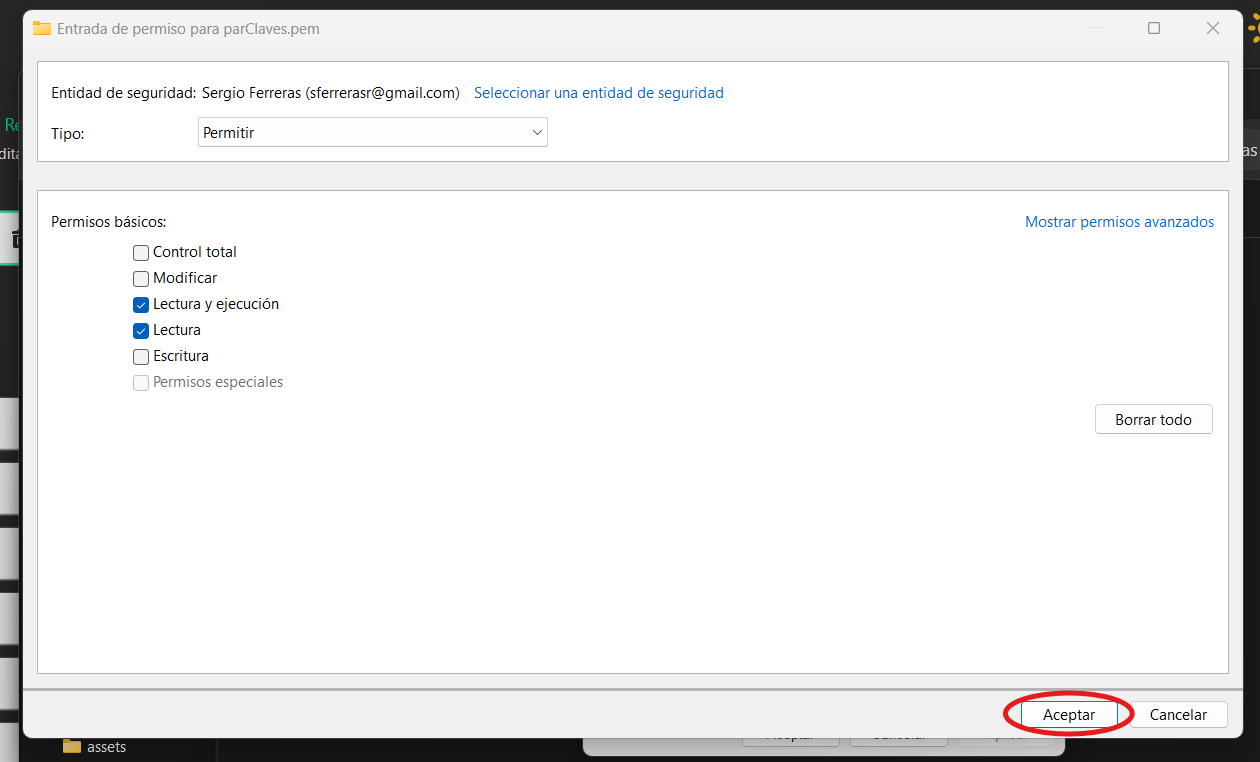 Entrada de permiso para parClaves.pem
Entidad de seguridad: Sergio Ferreras (sferrerasr@gmail.com) Seleccionar una entidad de seguridad
Tipo: Permitir
Permisos básicos: Mostrar permisos avanzados
Control total
Modificar
Lectura y ejecución
Lectura
Escritura
Permisos especiales
Borrar todo
Aceptar Cancelar
assets